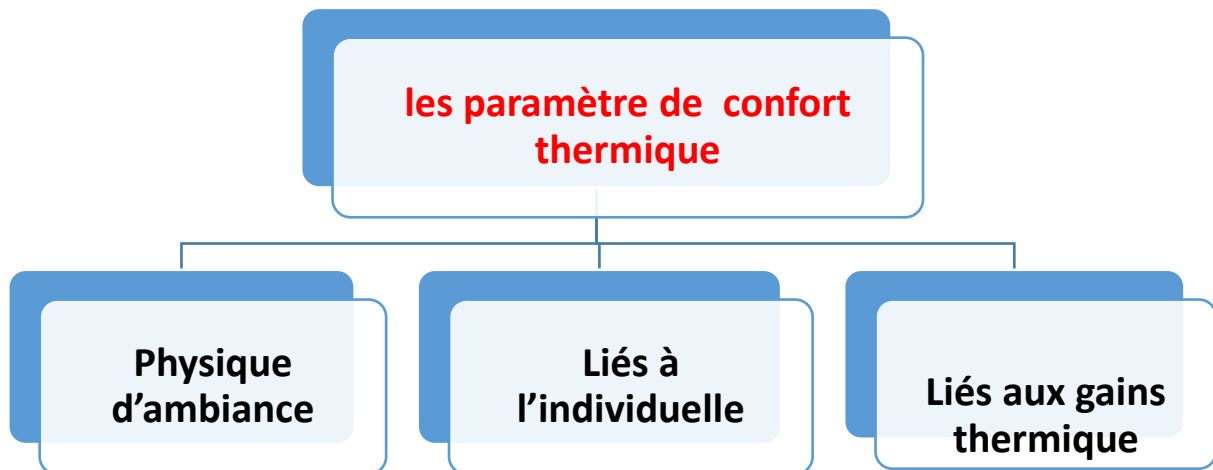 les paramètre de confort
thermique
Physique
d’ambiance
Liés à
l’individuelle
Liés aux gains
thermique